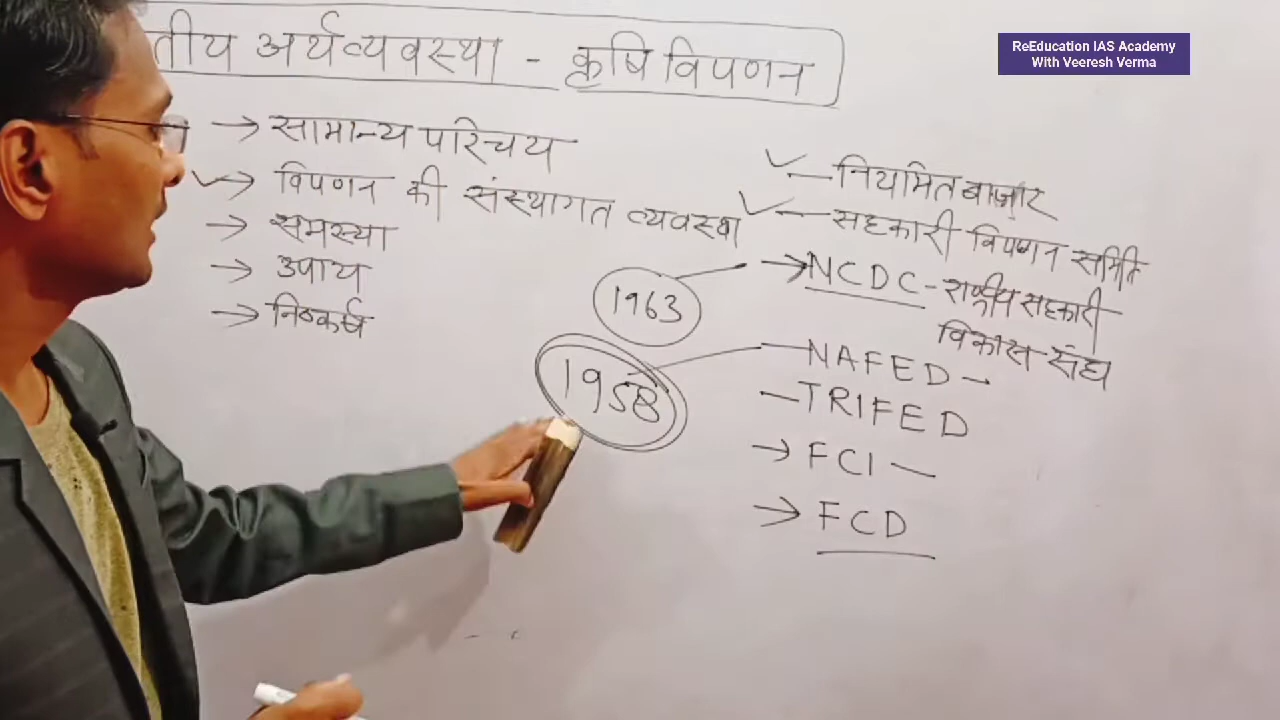 ReEducation IAS Academy
With Veeresh Verma
तीय अर्थव्यवस्था - कृषि विपणन
→ सामान्य परिचय
→ विपणन की संस्थागत व्यवस्था
→ समस्या
→ उपाय
→ निष्कर्ष
- नियमित बाज़ार
- सहकारी विपणन समिति
1963
→ NCDC - राष्ट्रीय सहकारी
विकास संघ
1958
- NAFED -
- TRIFED
→ FCI -
→ FCD